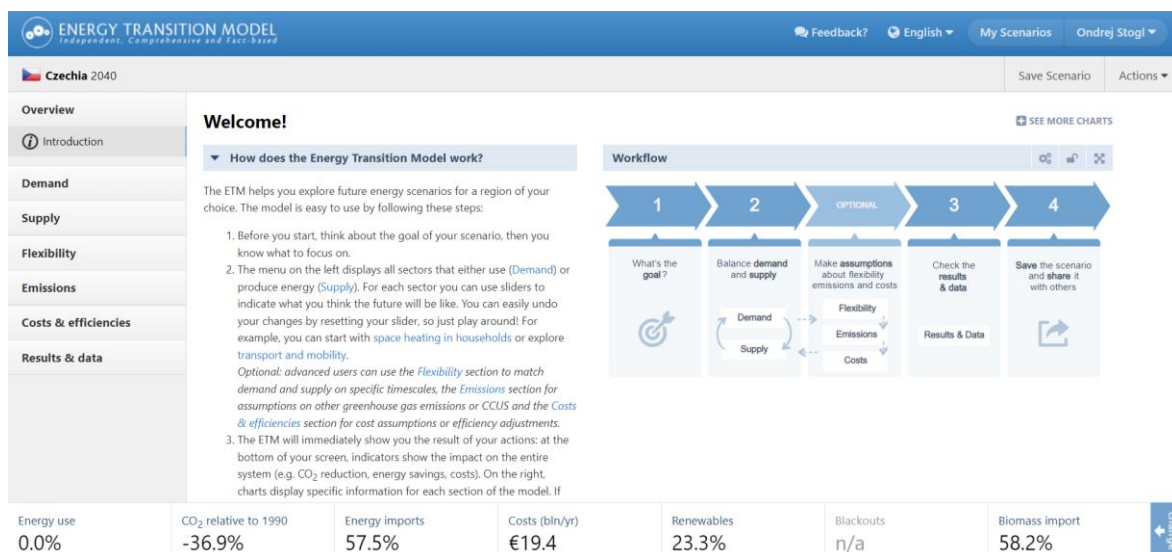 ENERGY TRANSITION MODEL
Independent, Comprehensive and Fact-based
Feedback?
English
My Scenarios
Ondrej Stogl
Czechia 2040
Save Scenario
Actions
Overview
Introduction
Demand
Supply
Flexibility
Emissions
Costs & efficiencies
Results & data
Welcome!
SEE MORE CHARTS
How does the Energy Transition Model work?
The ETM helps you explore future energy scenarios for a region of your
choice. The model is easy to use by following these steps:
1. Before you start, think about the goal of your scenario, then you
know what to focus on.
2. The menu on the left displays all sectors that either use (Demand) or
produce energy (Supply). For each sector you can use sliders to
indicate what you think the future will be like. You can easily undo
your changes by resetting your slider, so just play around! For
example, you can start with space heating in households or explore
transport and mobility.
Optional: advanced users can use the Flexibility section to match
demand and supply on specific timescales, the Emissions section for
assumptions on other greenhouse gas emissions or CCUS and the Costs
& efficiencies section for cost assumptions or efficiency adjustments.
3. The ETM will immediately show you the result of your actions: at the
bottom of your screen, indicators show the impact on the entire
system (e.g. CO2 reduction, energy savings, costs). On the right,
charts display specific information for each section of the model. If
Workflow
1
2
OPTIONAL
3
4
What's the
goal?
Balance demand
and supply
Demand
Supply
Make assumptions
about flexibility
emissions and costs
Flexibility
Emissions
Costs
Check the
results
& data
Results & Data
Save the scenario
and share it
with others
Energy use
0.0%
CO2 relative to 1990
-36.9%
Energy imports
57.5%
Costs (bln/yr)
€19.4
Renewables
23.3%
Blackouts
n/a
Biomass import
58.2%